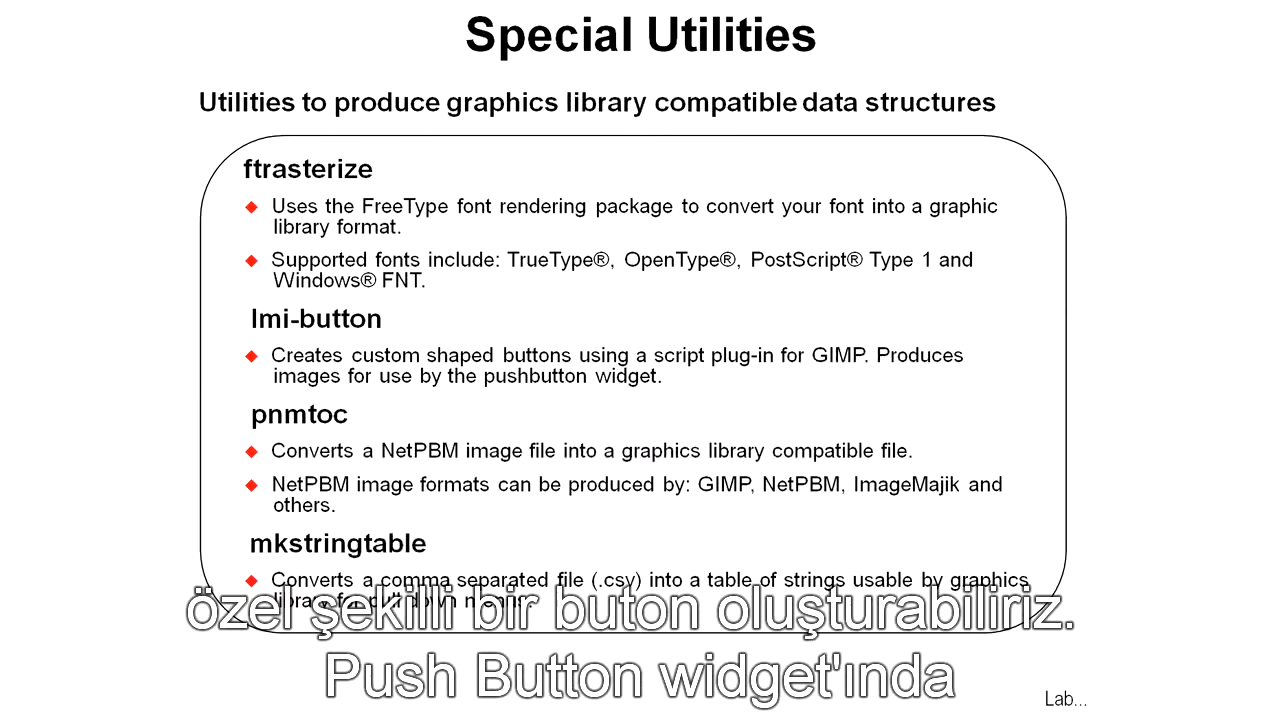 Special Utilities
Utilities to produce graphics library compatible data structures
ftrasterize
Uses the FreeType font rendering package to convert your font into a graphic
library format.
Supported fonts include: TrueType®, OpenType®, PostScript® Type 1 and
Windows® FNT.
lmi-button
Creates custom shaped buttons using a script plug-in for GIMP. Produces
images for use by the pushbutton widget.
pnmtoc
Converts a NetPBM image file into a graphics library compatible file.
NetPBM image formats can be produced by: GIMP, NetPBM, ImageMajik and
others.
mkstringtable
Converts a comma separated file (.csv) into a table of strings usable by graphics
library for pull down menus.
özel şekilli bir buton oluşturabiliriz.
Push Button widget'ında
Lab...